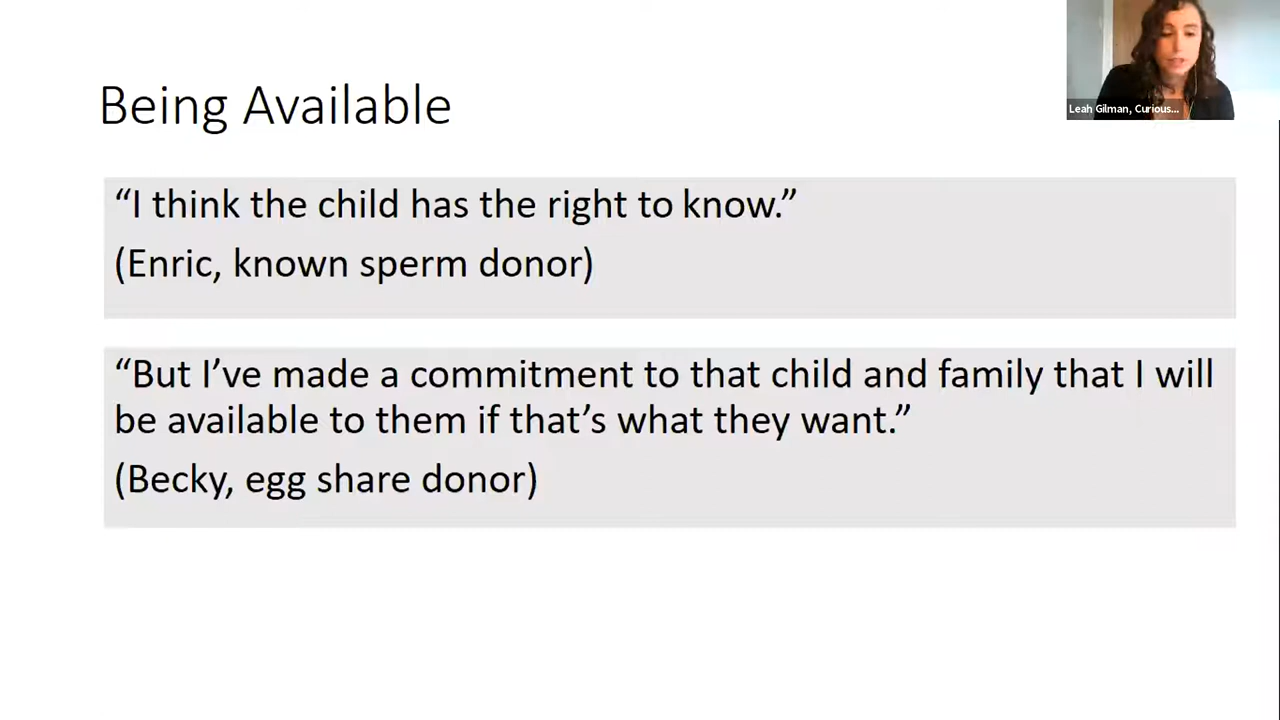 Leah Gilman, Curious...
Being Available
“I think the child has the right to know.”
(Enric, known sperm donor)
“But I’ve made a commitment to that child and family that I will
be available to them if that’s what they want.”
(Becky, egg share donor)